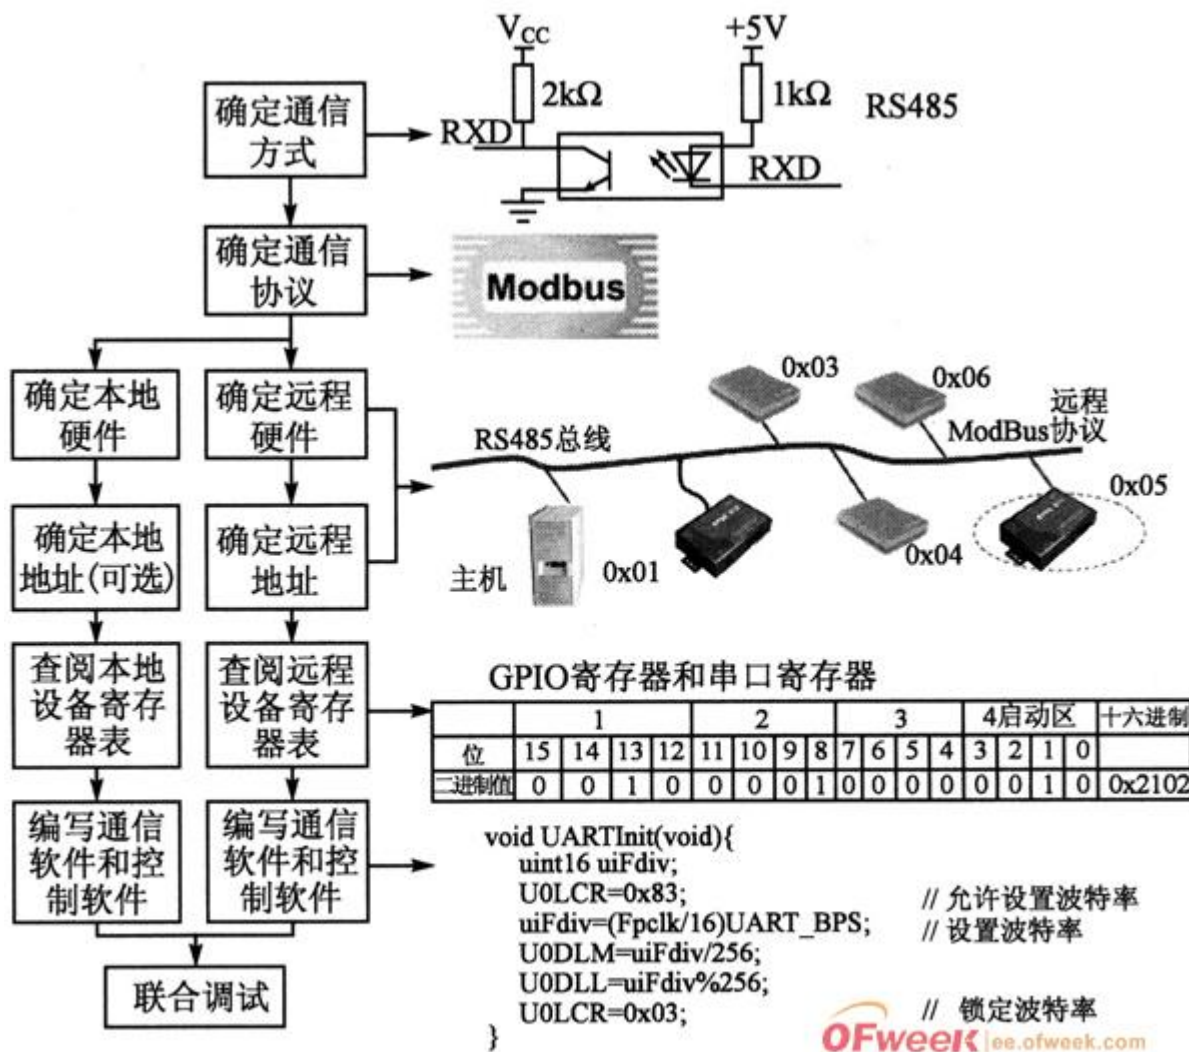 VCC
+5V
2kΩ
1kΩ
RS485
RXD
RXD
确定通信
方式
确定通信
协议
Modbus
确定本地
硬件
确定远程
硬件
确定本地
地址(可选)
确定远程
地址
RS485总线
0x03
0x06
远程
ModBus协议
0x05
0x04
主机
0x01
查阅本地
设备寄存
器表
查阅远程
设备寄存
器表
GPIO寄存器和串口寄存器
1 2 3 4启动区 十六进制
位 15 14 13 12 11 10 9 8 7 6 5 4 3 2 1 0
二进制值 0 0 1 0 0 0 0 1 0 0 0 0 0 0 1 0 0x2102
编写通信
软件和控
制软件
编写通信
软件和控
制软件
联合调试
void UARTInit(void){
uint16 uiFdiv;
U0LCR=0x83; // 允许设置波特率
uiFdiv=(Fpclk/16)UART_BPS; // 设置波特率
U0DLM=uiFdiv/256;
U0DLL=uiFdiv%256;
U0LCR=0x03; // 锁定波特率
}
OFweek ee.ofweek.com